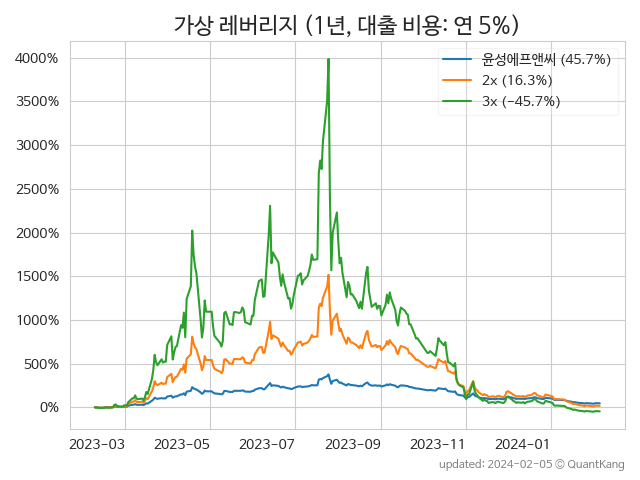 가상 레버리지 (1년, 대출 비용: 연 5%)
윤성에프앤씨 (45.7%)
2x (16.3%)
3x (-45.7%)
4000%
3500%
3000%
2500%
2000%
1500%
1000%
500%
0%
2023-03 2023-05 2023-07 2023-09 2023-11 2024-01
updated: 2024-02-05 © QuantKang